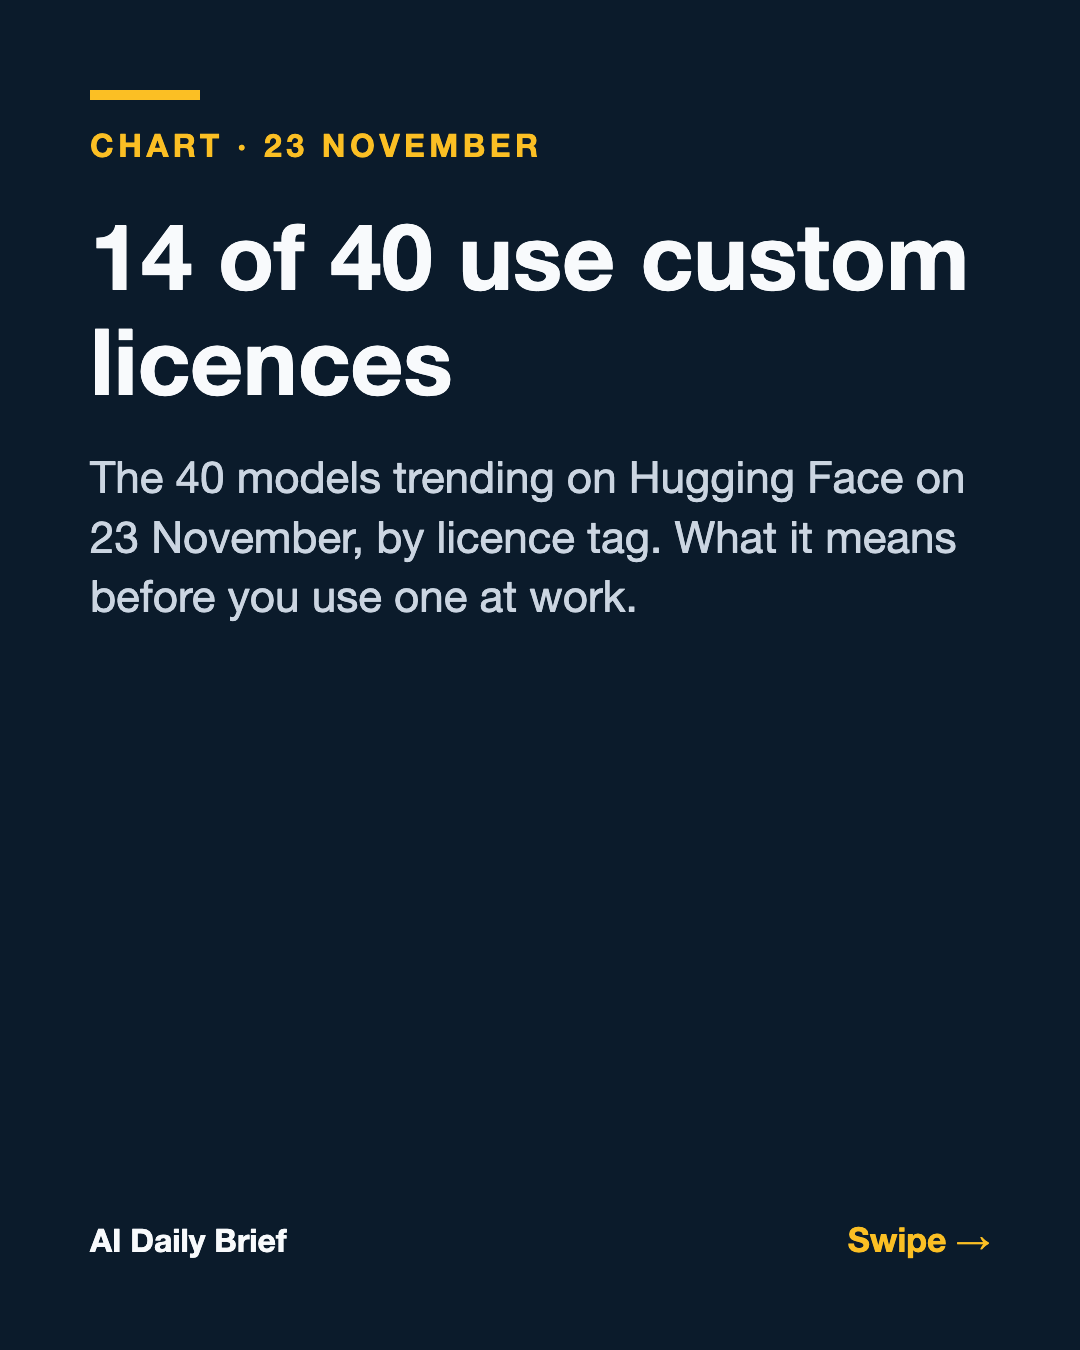 CHART · 23 NOVEMBER
14 of 40 use custom
licences
The 40 models trending on Hugging Face on
23 November, by licence tag. What it means
before you use one at work.
AI Daily Brief
Swipe →